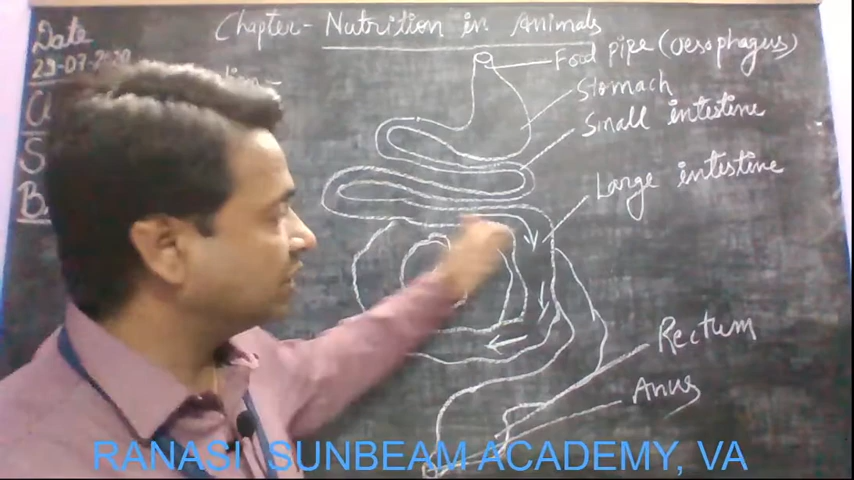 Date
29-07-2020
Chapter- Nutrition in Animals
Food pipe (Oesophagus)
Stomach
Small intestine
Large intestine
Rectum
Anus
RANASI SUNBEAM ACADEMY, VA